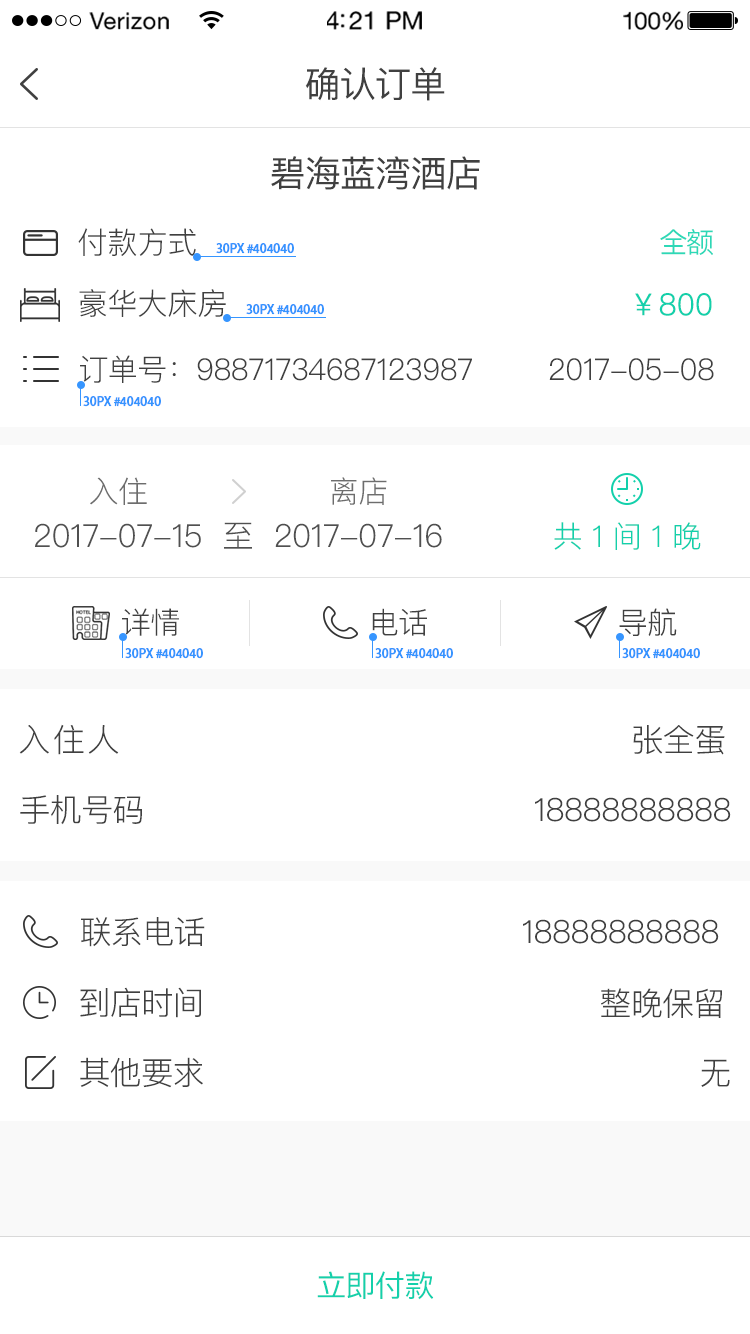 Verizon 4:21 PM 100%
确认订单
碧海蓝湾酒店
付款方式 30PX #404040 全额
豪华大床房 30PX #404040 ¥800
订单号：98871734687123987 2017-05-08
30PX #404040
入住 离店
2017-07-15 至 2017-07-16 共1间1晚
HOTEL 详情 电话 导航
30PX #404040 30PX #404040 30PX #404040
入住人 张全蛋
手机号码 18888888888
联系电话 18888888888
到店时间 整晚保留
其他要求 无
立即付款